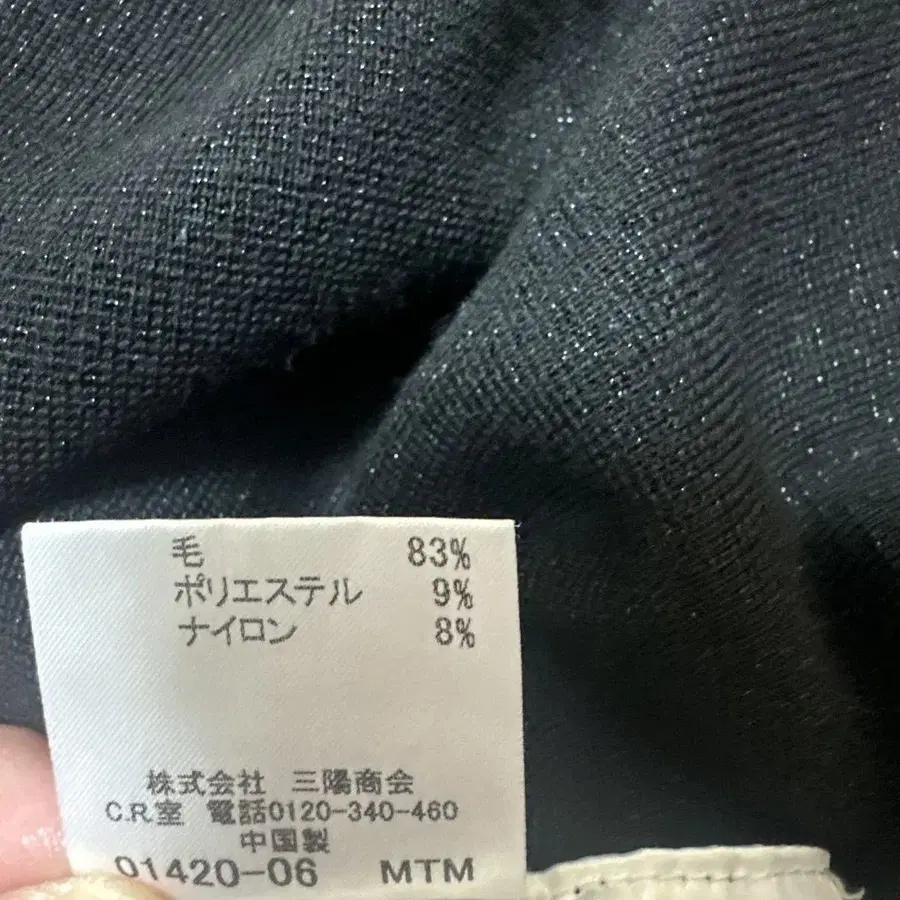 毛 83%
ポリエステル 9%
ナイロン 8%
株式会社 三陽商会
C.R室 電話0120-340-460
中国製
01420-06 MTM